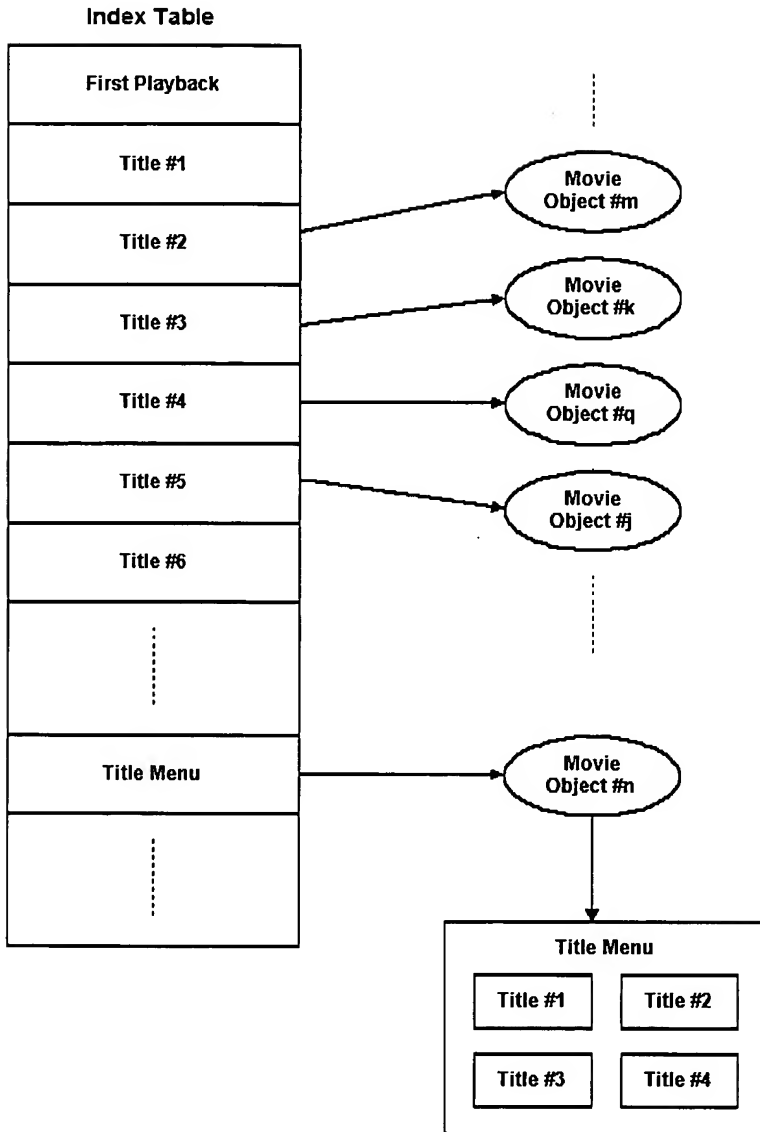 Index Table
First Playback
Title #1
Title #2
Title #3
Title #4
Title #5
Title #6
Title Menu
Movie
Object #m
Movie
Object #k
Movie
Object #q
Movie
Object #j
Movie
Object #n
Title Menu
Title #1
Title #2
Title #3
Title #4